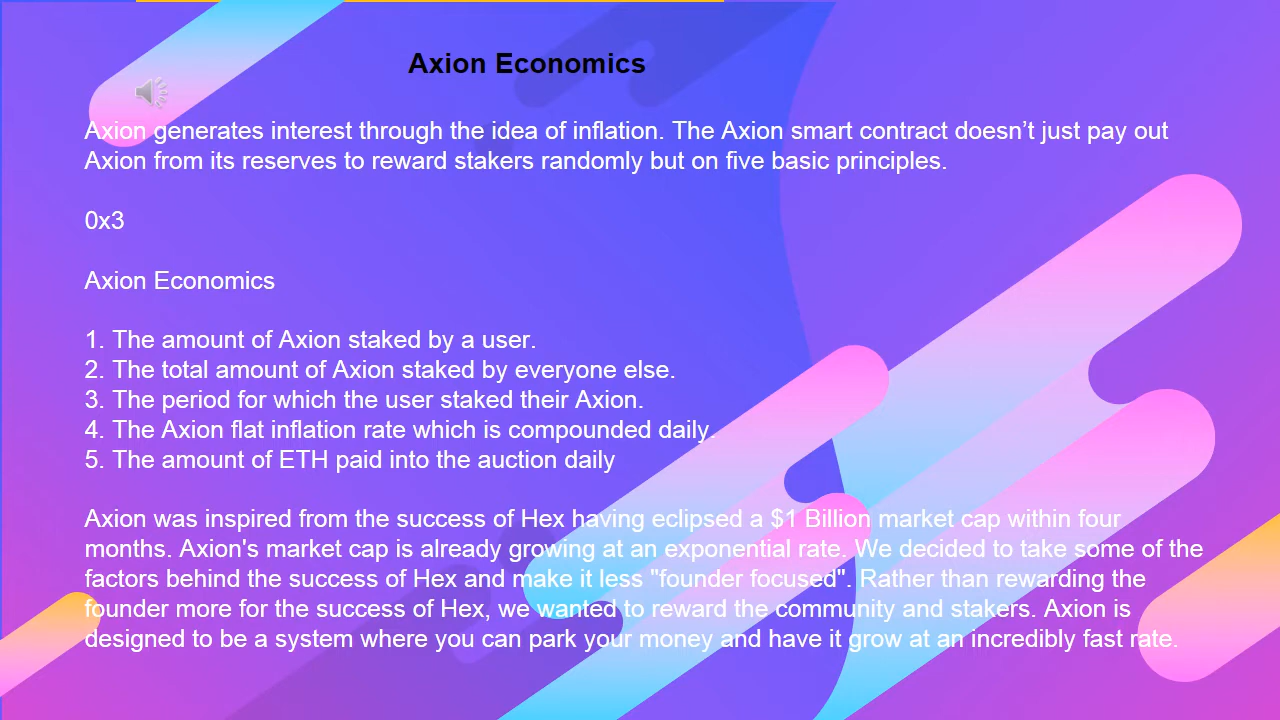 Axion Economics
Axion generates interest through the idea of inflation. The Axion smart contract doesn’t just pay out
Axion from its reserves to reward stakers randomly but on five basic principles.
0x3
Axion Economics
1. The amount of Axion staked by a user.
2. The total amount of Axion staked by everyone else.
3. The period for which the user staked their Axion.
4. The Axion flat inflation rate which is compounded daily.
5. The amount of ETH paid into the auction daily
Axion was inspired from the success of Hex having eclipsed a $1 Billion market cap within four
months. Axion's market cap is already growing at an exponential rate. We decided to take some of the
factors behind the success of Hex and make it less "founder focused". Rather than rewarding the
founder more for the success of Hex, we wanted to reward the community and stakers. Axion is
designed to be a system where you can park your money and have it grow at an incredibly fast rate.